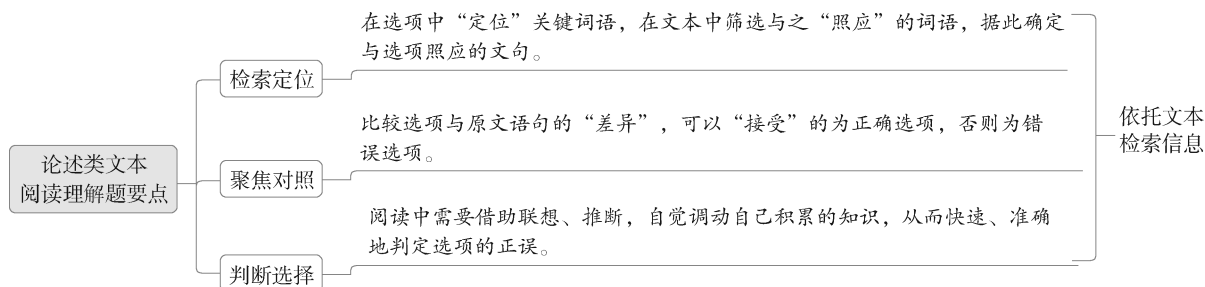 论述类文本
阅读理解题要点
检索定位
在选项中“定位”关键词语，在文本中筛选与之“照应”的词语，据此确定
与选项照应的文句。
聚焦对照
比较选项与原文语句的“差异”，可以“接受”的为正确选项，否则为错
误选项。
判断选择
阅读中需要借助联想、推断，自觉调动自己积累的知识，从而快速、准确
地判定选项的正误。
依托文本
检索信息